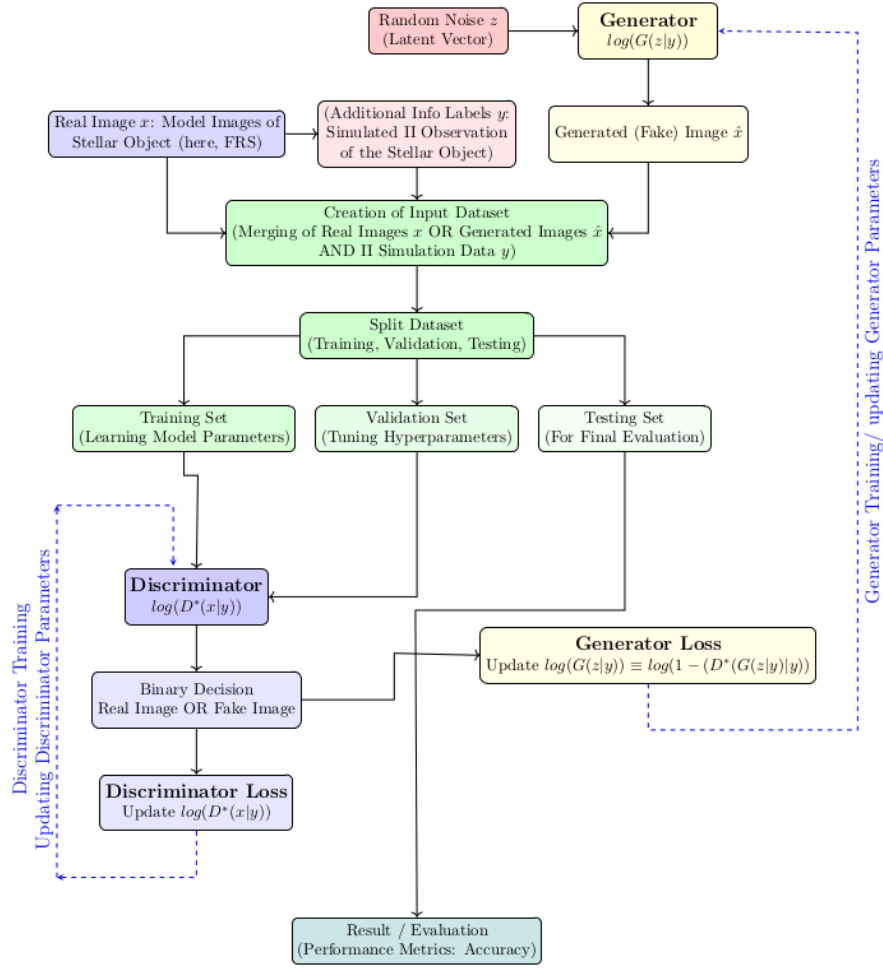 Random Noise z
(Latent Vector)
Generator
log(G(z|y))
Real Image x: Model Images of
Stellar Object (here, FRS)
(Additional Info Labels y:
Simulated II Observation
of the Stellar Object)
Generated (Fake) Image x̂
Creation of Input Dataset
(Merging of Real Images x OR Generated Images x̂
AND II Simulation Data y)
Split Dataset
(Training, Validation, Testing)
Training Set
(Learning Model Parameters)
Validation Set
(Tuning Hyperparameters)
Testing Set
(For Final Evaluation)
Generator Training/ updating Generator Parameters
Discriminator
log(D*(x|y))
Generator Loss
Update log(G(z|y)) ≡ log(1 − (D*(G(z|y)|y))
Binary Decision
Real Image OR Fake Image
Discriminator Loss
Update log(D*(x|y))
Discriminator Training
Updating Discriminator Parameters
Result / Evaluation
(Performance Metrics: Accuracy)